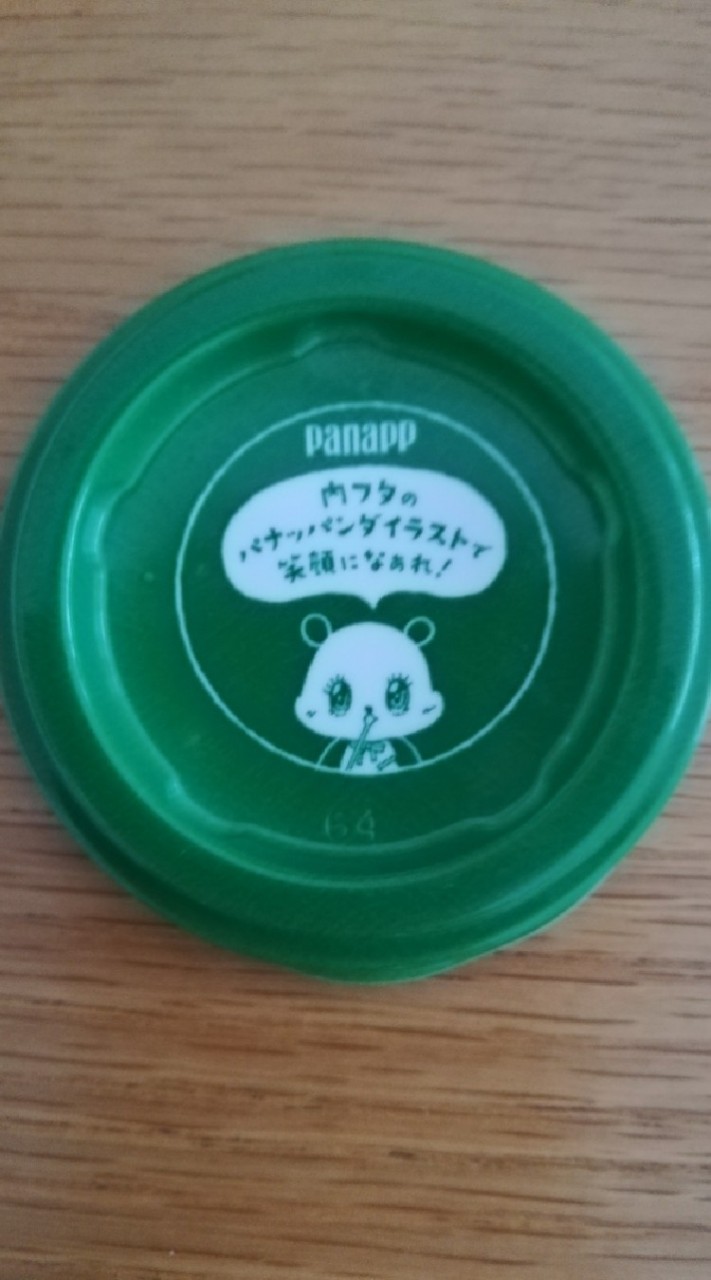 panapp
内フタの
パナッパンダイラストで
笑顔になぁれ!
64